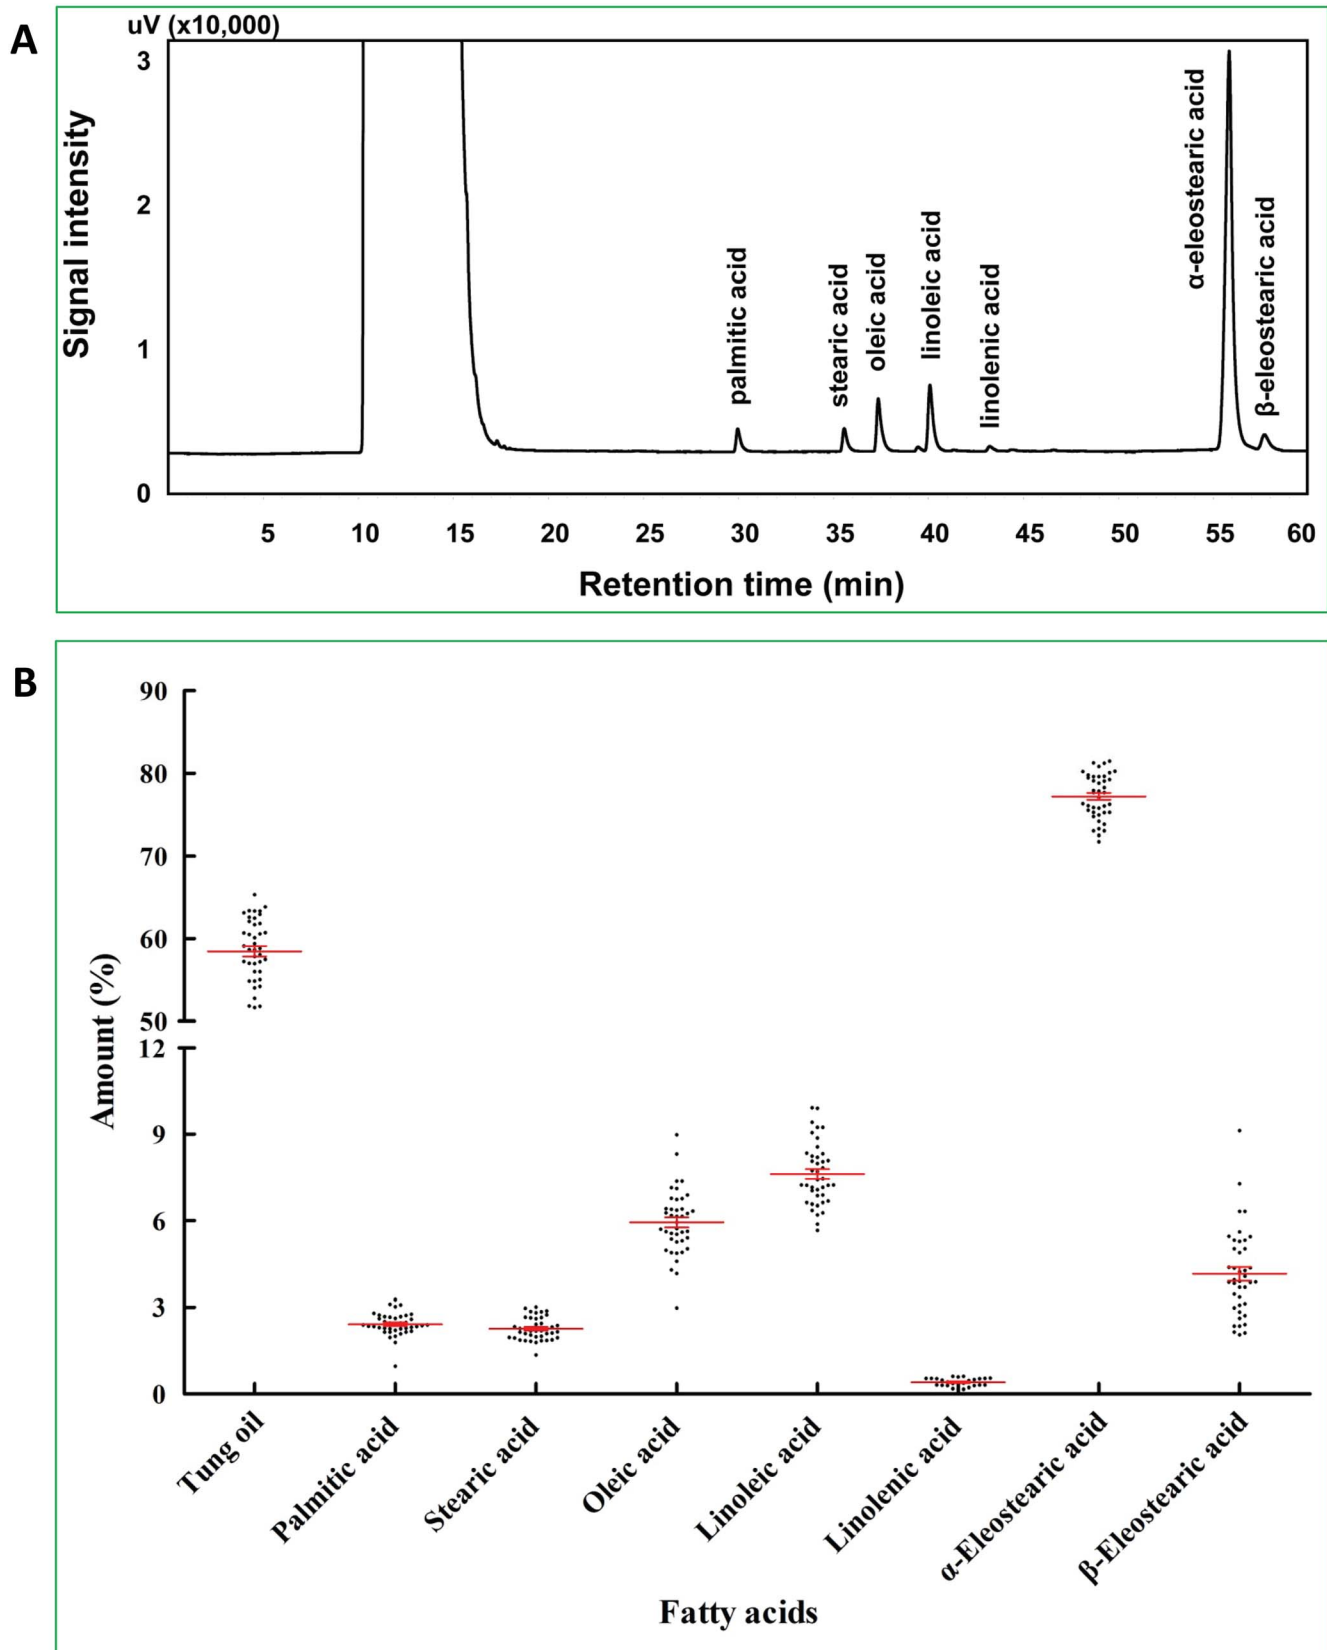 A
uV (x10,000)
3
2
1
0
Signal intensity
palmitic acid
stearic acid
oleic acid
linoleic acid
linolenic acid
α-eleostearic acid
β-eleostearic acid
5 10 15 20 25 30 35 40 45 50 55 60
Retention time (min)
B
90
80
70
60
50
12
9
6
3
0
Amount (%)
Tung oil
Palmitic acid
Stearic acid
Oleic acid
Linoleic acid
Linolenic acid
α-Eleostearic acid
β-Eleostearic acid
Fatty acids